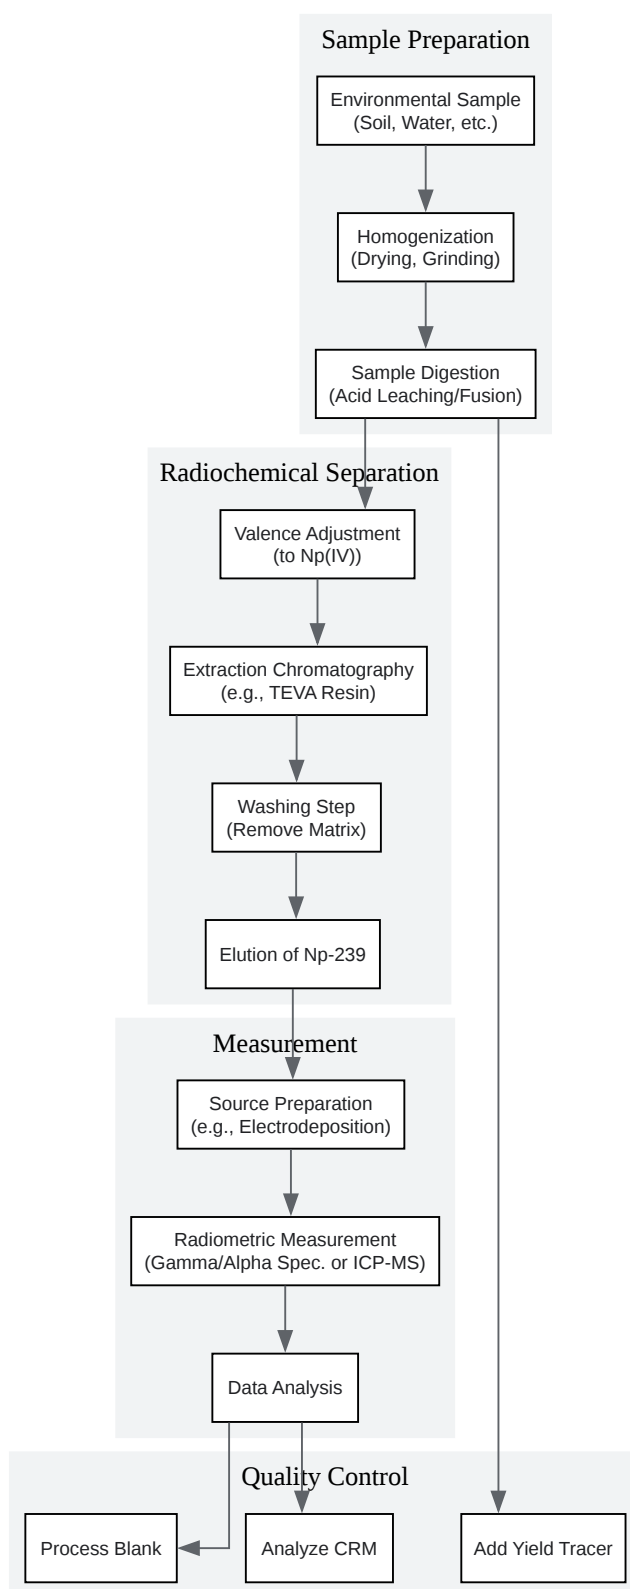 Sample Preparation
Environmental Sample
(Soil, Water, etc.)
Homogenization
(Drying, Grinding)
Sample Digestion
(Acid Leaching/Fusion)
Radiochemical Separation
Valence Adjustment
(to Np(IV))
Extraction Chromatography
(e.g., TEVA Resin)
Washing Step
(Remove Matrix)
Elution of Np-239
Measurement
Source Preparation
(e.g., Electrodeposition)
Radiometric Measurement
(Gamma/Alpha Spec. or ICP-MS)
Data Analysis
Quality Control
Process Blank
Analyze CRM
Add Yield Tracer